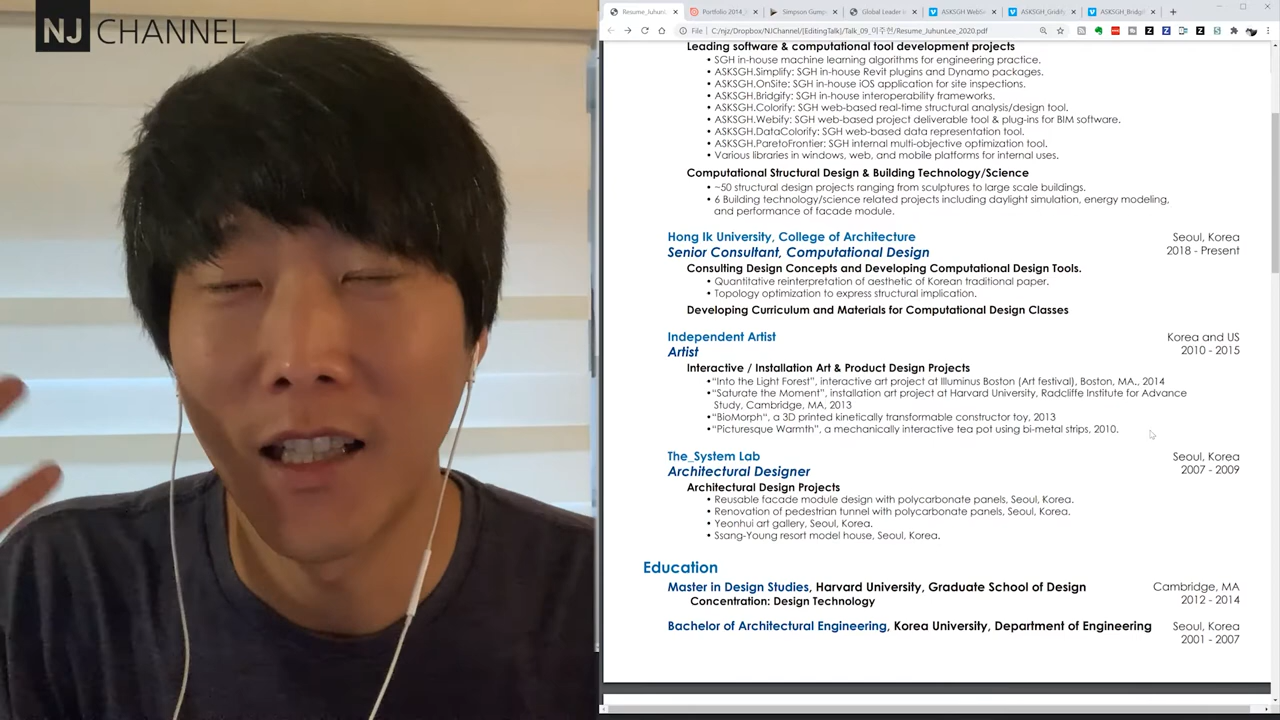 NJ CHANNEL
Resume_JuhunL
Portfolio 2014_
Simpson Gump
Global Leader i
ASKSGH WebS
ASKSGH_Gridify
ASKSGH_Bridgif
File | C:/njz/Dropbox/NJChannel/[EditingTalk]/Talk_09_이주헌/Resume_JuhunLee_2020.pdf
Leading software & computational tool development projects
• SGH in-house machine learning algorithms for engineering practice.
• ASKSGH.Simplify: SGH in-house Revit plugins and Dynamo packages.
• ASKSGH.OnSite: SGH in-house iOS application for site inspections.
• ASKSGH.Bridgify: SGH in-house interoperability frameworks.
• ASKSGH.Colorify: SGH web-based real-time structural analysis/design tool.
• ASKSGH.Webify: SGH web-based project deliverable tool & plug-ins for BIM software.
• ASKSGH.DataColorify: SGH web-based data representation tool.
• ASKSGH.ParetoFrontier: SGH internal multi-objective optimization tool.
• Various libraries in windows, web, and mobile platforms for internal uses.
Computational Structural Design & Building Technology/Science
• ~50 structural design projects ranging from sculptures to large scale buildings.
• 6 Building technology/science related projects including daylight simulation, energy modeling,
and performance of facade module.
Hong Ik University, College of Architecture Seoul, Korea
Senior Consultant, Computational Design 2018 - Present
Consulting Design Concepts and Developing Computational Design Tools.
• Quantitative reinterpretation of aesthetic of Korean traditional paper.
• Topology optimization to express structural implication.
Developing Curriculum and Materials for Computational Design Classes
Independent Artist Korea and US
Artist 2010 - 2015
Interactive / Installation Art & Product Design Projects
• “Into the Light Forest”, interactive art project at Illuminus Boston (Art festival), Boston, MA., 2014
• “Saturate the Moment”, installation art project at Harvard University, Radcliffe Institute for Advance
Study, Cambridge, MA, 2013
• “BioMorph“, a 3D printed kinetically transformable constructor toy, 2013
• “Picturesque Warmth”, a mechanically interactive tea pot using bi-metal strips, 2010.
The_System Lab Seoul, Korea
Architectural Designer 2007 - 2009
Architectural Design Projects
• Reusable facade module design with polycarbonate panels, Seoul, Korea.
• Renovation of pedestrian tunnel with polycarbonate panels, Seoul, Korea.
• Yeonhui art gallery, Seoul, Korea.
• Ssang-Young resort model house, Seoul, Korea.
Education
Master in Design Studies, Harvard University, Graduate School of Design Cambridge, MA
Concentration: Design Technology 2012 - 2014
Bachelor of Architectural Engineering, Korea University, Department of Engineering Seoul, Korea
2001 - 2007